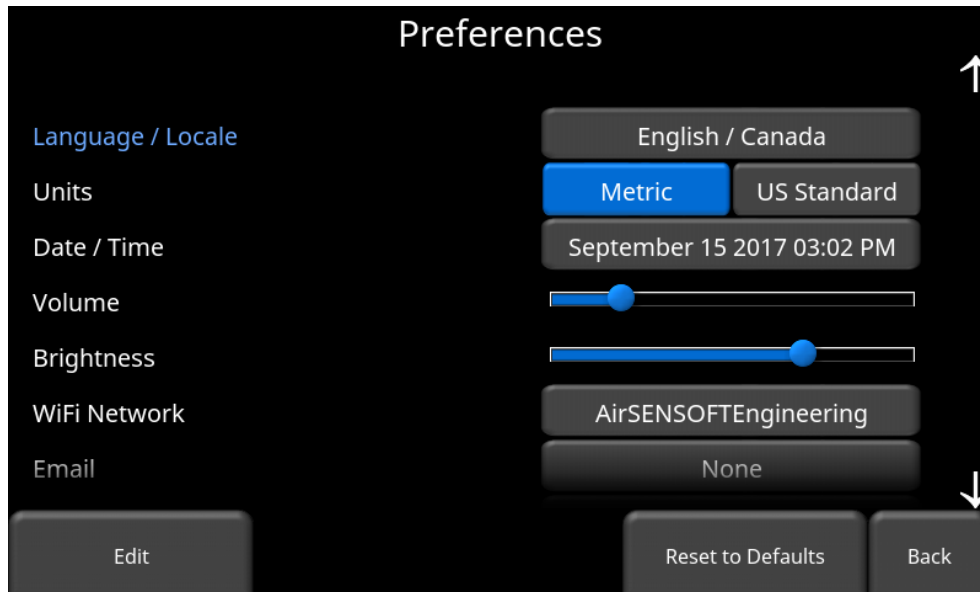 Preferences
Language / Locale English / Canada
Units Metric US Standard
Date / Time September 15 2017 03:02 PM
Volume
Brightness
WiFi Network AirSENSOFTEngineering
Email None
Edit Reset to Defaults Back